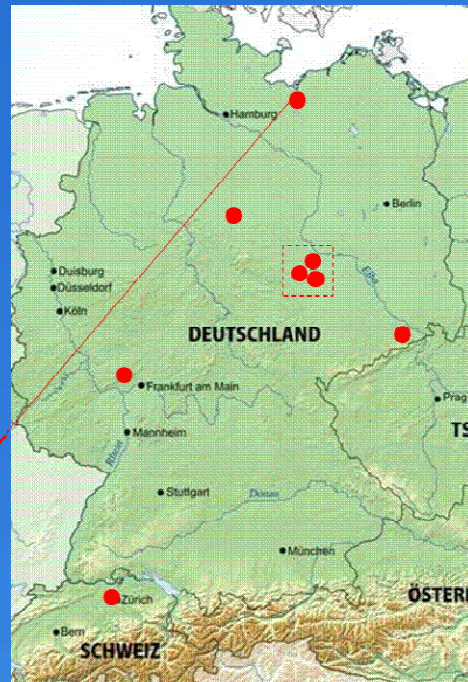 Hamburg
Berlin
Duisburg
Düsseldorf
Elbe
Köln
DEUTSCHLAND
Frankfurt am Main
Prag
Mannheim
TS
Rhein
Stuttgart
Donau
München
ÖSTERR
Zürich
Bern
SCHWEIZ